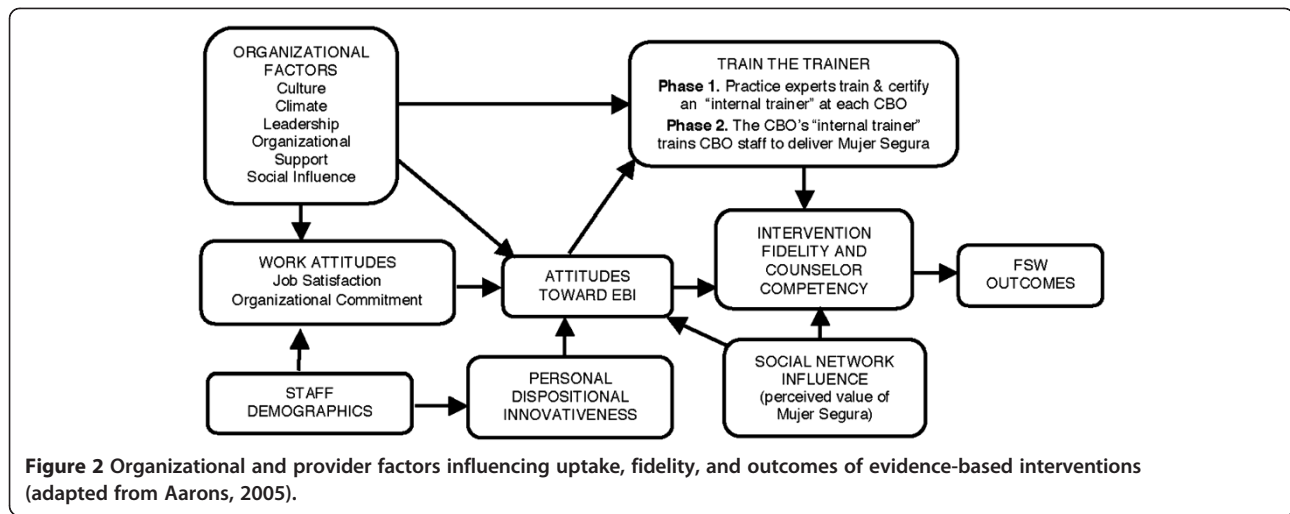 ORGANIZATIONAL
FACTORS
Culture
Climate
Leadership
Organizational
Support
Social Influence
TRAIN THE TRAINER
Phase 1. Practice experts train & certify
an “internal trainer” at each CBO
Phase 2. The CBO’s “internal trainer”
trains CBO staff to deliver Mujer Segura
WORK ATTITUDES
Job Satisfaction
Organizational Commitment
ATTITUDES
TOWARD EBI
INTERVENTION
FIDELITY AND
COUNSELOR
COMPETENCY
FSW
OUTCOMES
STAFF
DEMOGRAPHICS
PERSONAL
DISPOSITIONAL
INNOVATIVENESS
SOCIAL NETWORK
INFLUENCE
(perceived value of
Mujer Segura)
Figure 2 Organizational and provider factors influencing uptake, fidelity, and outcomes of evidence-based interventions
(adapted from Aarons, 2005).